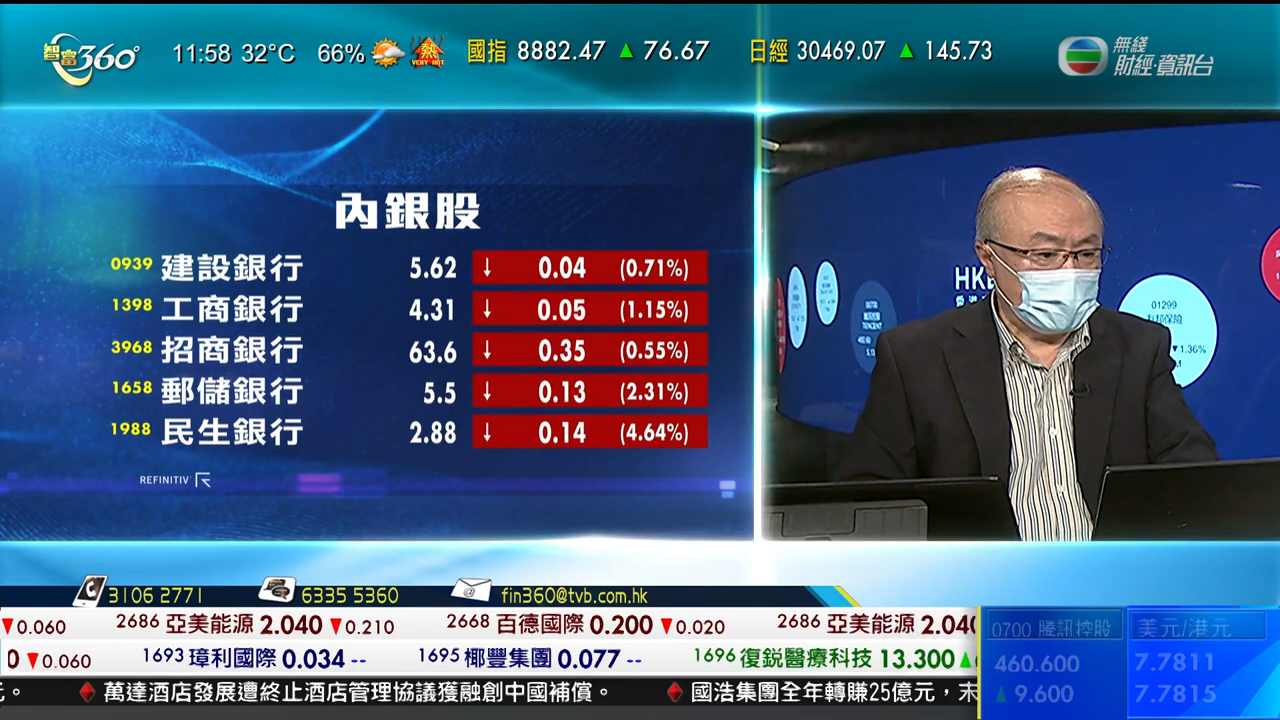 智富360°
11:58 32°C 66% 熱 VERY HOT 國指 8882.47 ▲ 76.67 日經 30469.07 ▲ 145.73
無綫
財經·資訊台
內銀股
0939 建設銀行 5.62 ↓ 0.04 (0.71%)
1398 工商銀行 4.31 ↓ 0.05 (1.15%)
3968 招商銀行 63.6 ↓ 0.35 (0.55%)
1658 郵儲銀行 5.5 ↓ 0.13 (2.31%)
1988 民生銀行 2.88 ↓ 0.14 (4.64%)
REFINITIV
01299
▼1.36%
3106 2771 6335 5360 fin360@tvb.com.hk
▼0.060 2686 亞美能源 2.040 ▼0.210 2668 百德國際 0.200 ▼0.020 2686 亞美能源 2.040
0 ▼0.060 1693 璋利國際 0.034 -- 1695 椰豐集團 0.077 -- 1696 復銳醫療科技 13.300 ▲
。 ♦ 萬達酒店發展遭終止酒店管理協議獲融創中國補償。 ♦ 國浩集團全年轉賺25億元，末
0700 騰訊控股
460.600
▲ 9.600
美元/港元
7.7811
7.7815